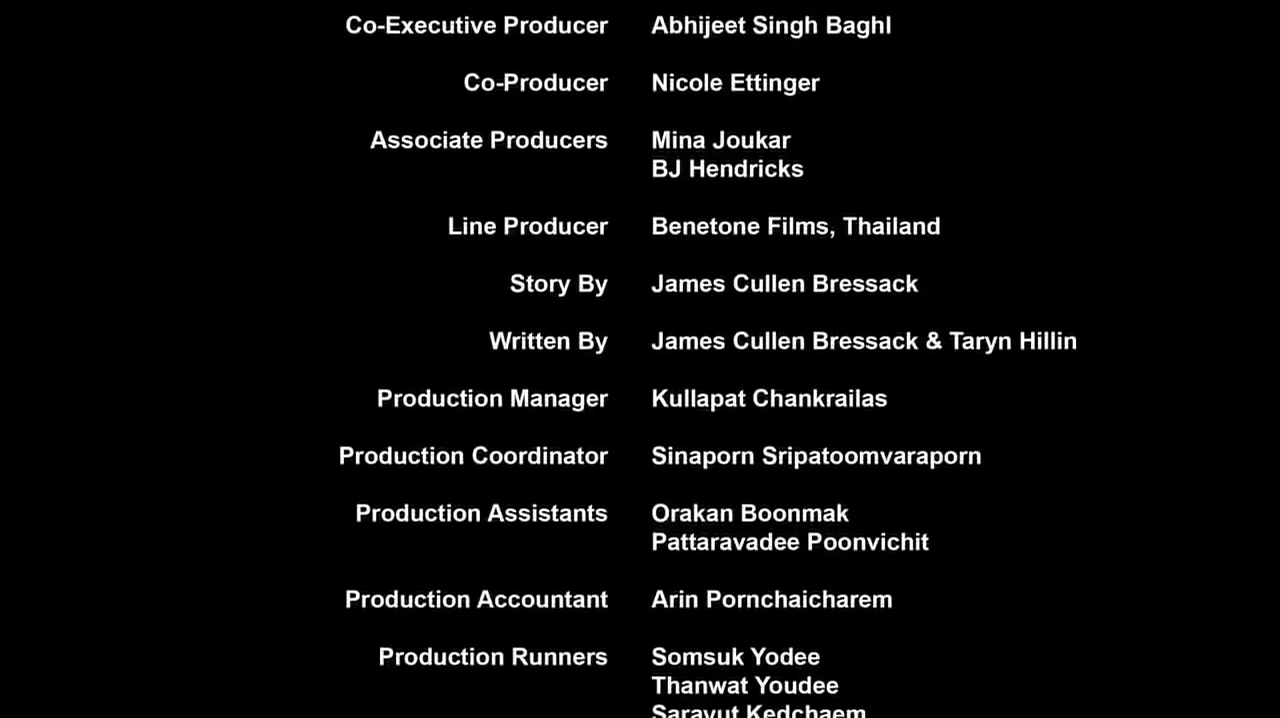 Co-Executive Producer Abhijeet Singh Baghl
Co-Producer Nicole Ettinger
Associate Producers Mina Joukar
BJ Hendricks
Line Producer Benetone Films, Thailand
Story By James Cullen Bressack
Written By James Cullen Bressack & Taryn Hillin
Production Manager Kullapat Chankrailas
Production Coordinator Sinaporn Sripatoomvaraporn
Production Assistants Orakan Boonmak
Pattaravadee Poonvichit
Production Accountant Arin Pornchaicharem
Production Runners Somsuk Yodee
Thanwat Youdee
Saravut Kedchaem